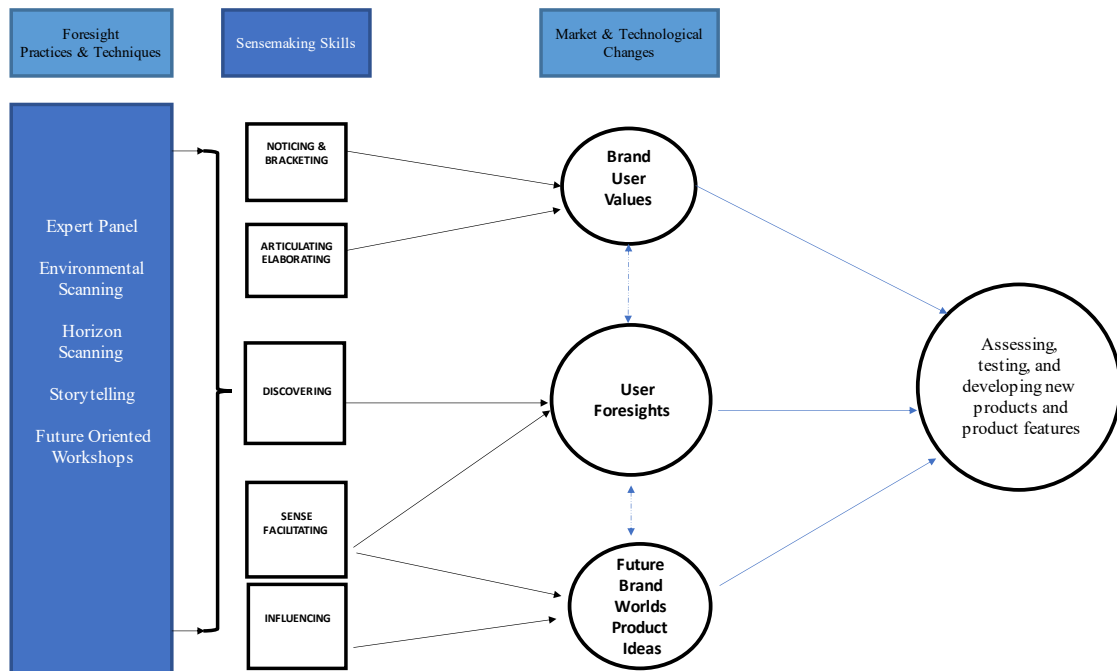 Foresight
Practices & Techniques
Sensemaking Skills
Market & Technological
Changes
Expert Panel
Environmental
Scanning
Horizon
Scanning
Storytelling
Future Oriented
Workshops
NOTICING &
BRACKETING
ARTICULATING
ELABORATING
DISCOVERING
SENSE
FACILITATING
INFLUENCING
Brand
User
Values
User
Foresights
Future
Brand
Worlds
Product
Ideas
Assessing,
testing, and
developing new
products and
product features